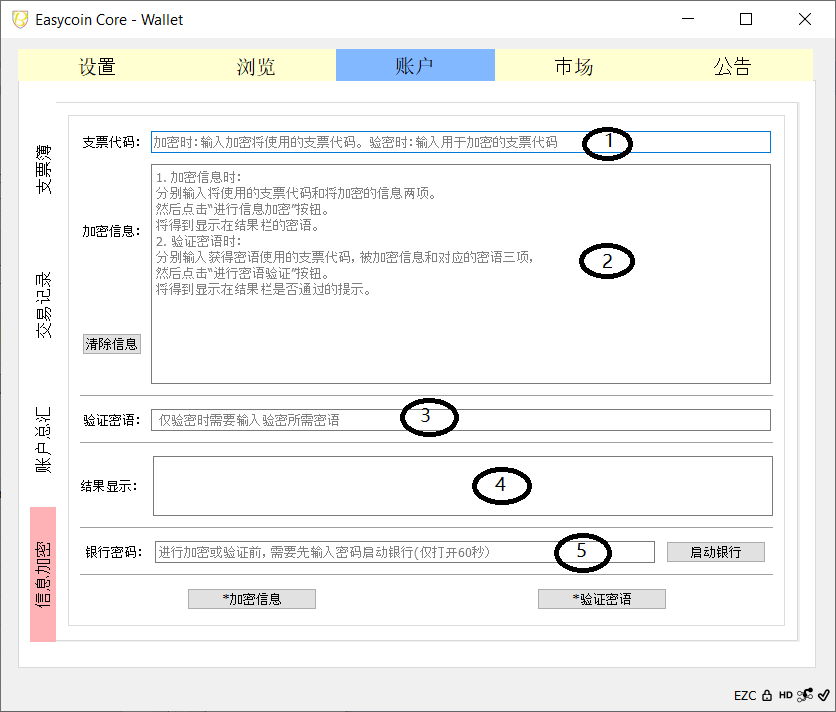 Easycoin Core - Wallet
设置 浏览 账户 市场 公告
支票簿
交易记录
账户总汇
信息加密
支票代码: 加密时:输入加密将使用的支票代码。验密时:输入用于加密的支票代码 1
加密信息:
1. 加密信息时:
分别输入将使用的支票代码和将加密的信息两项。
然后点击“进行信息加密”按钮。
将得到显示在结果栏的密语。
2. 验证密语时:
分别输入获得密语使用的支票代码, 被加密信息和对应的密语三项,
然后点击“进行密语验证”按钮。
将得到显示在结果栏是否通过的提示。
2
清除信息
验证密语: 仅验密时需要输入验密所需密语 3
结果显示: 4
银行密码: 进行加密或验证前, 需要先输入密码启动银行(仅打开60秒) 5 启动银行
*加密信息 *验证密语
EZC HD